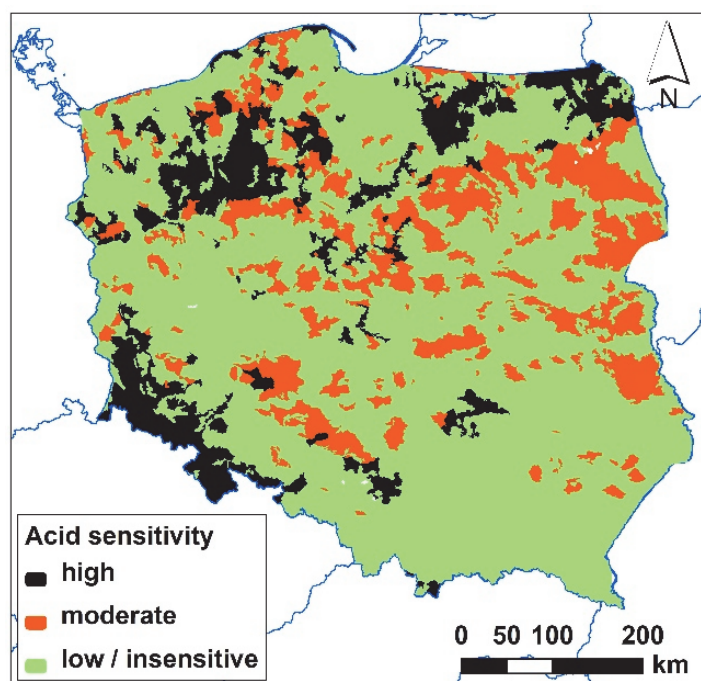 N
Acid sensitivity
high
moderate
low / insensitive
0 50 100 200
km